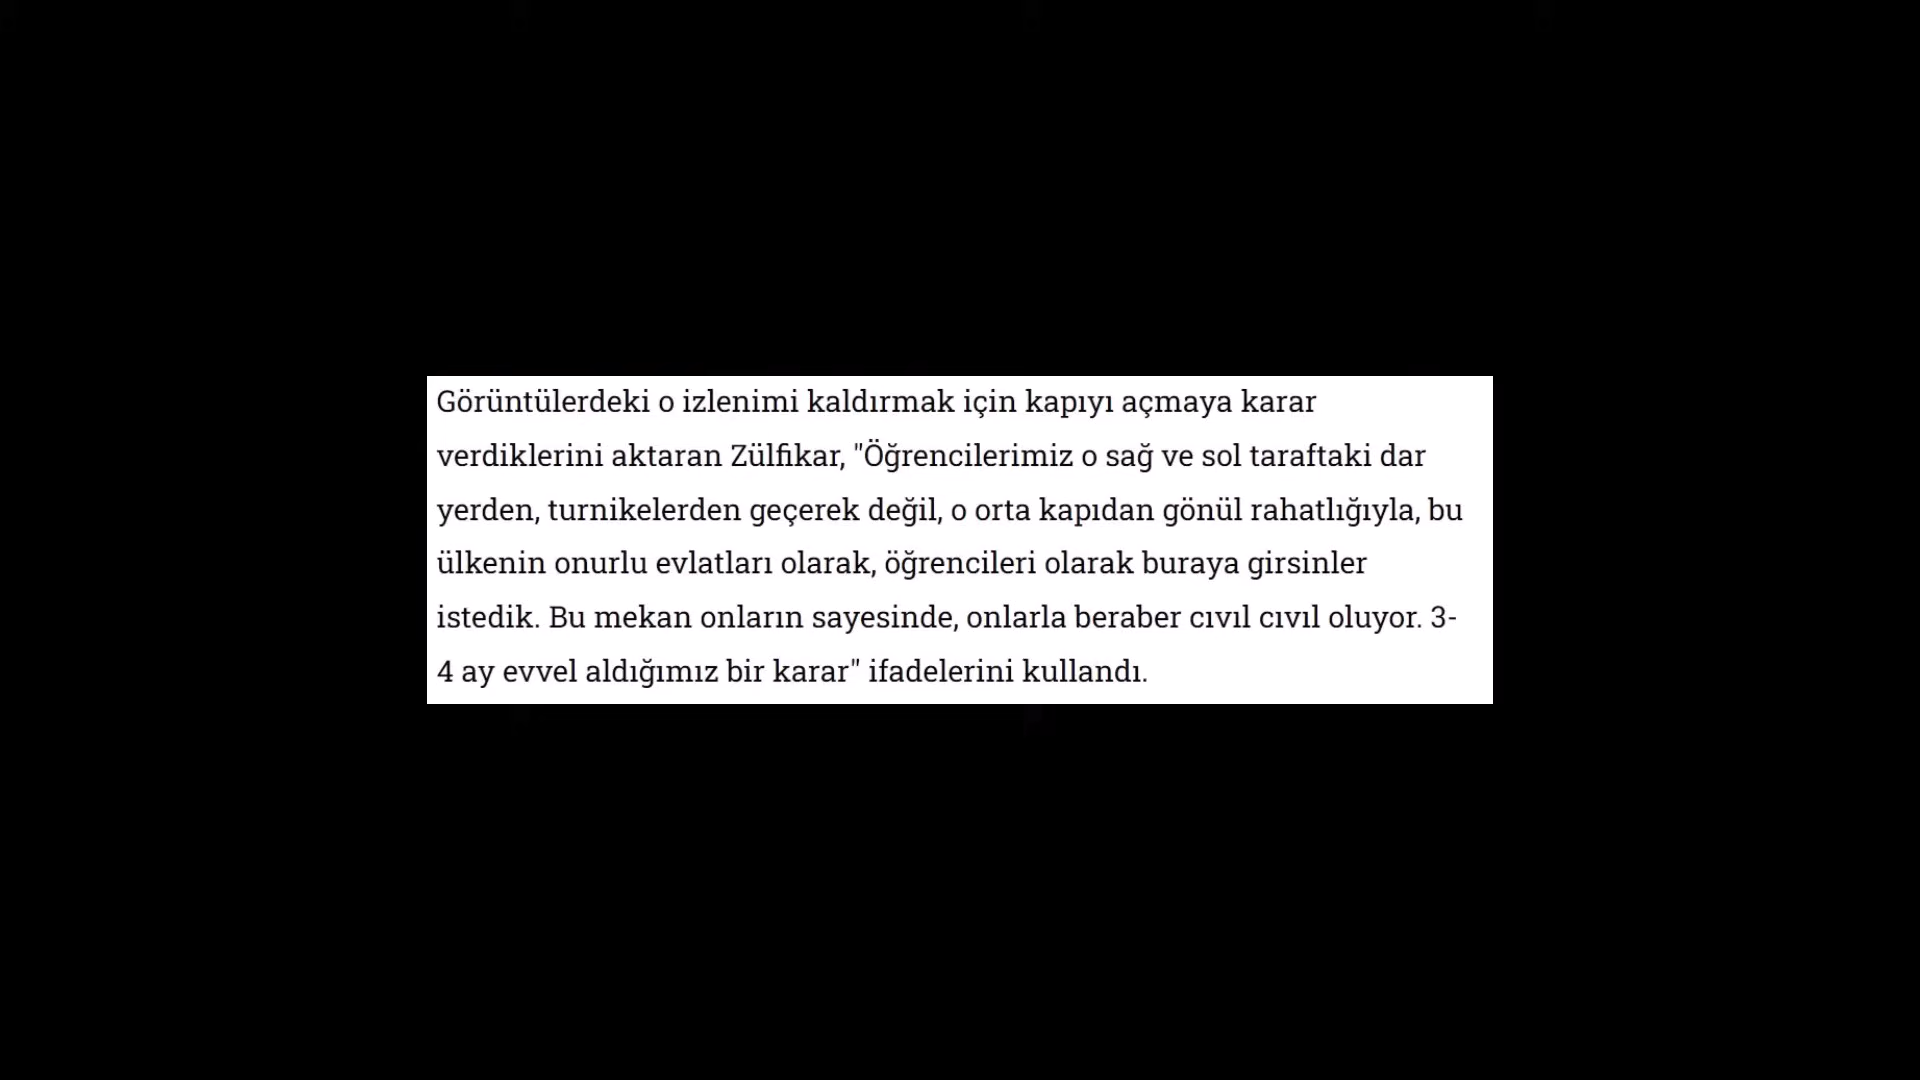 Görüntülerdeki o izlenimi kaldırmak için kapıyı açmaya karar
verdiklerini aktaran Zülfikar, "Öğrencilerimiz o sağ ve sol taraftaki dar
yerden, turnikelerden geçerek değil, o orta kapıdan gönül rahatlığıyla, bu
ülkenin onurlu evlatları olarak, öğrencileri olarak buraya girsinler
istedik. Bu mekan onların sayesinde, onlarla beraber cıvıl cıvıl oluyor. 3-
4 ay evvel aldığımız bir karar" ifadelerini kullandı.